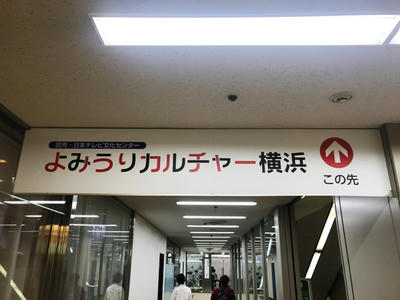 読売・日本テレビ文化センター
よみうりカルチャー横浜
この先